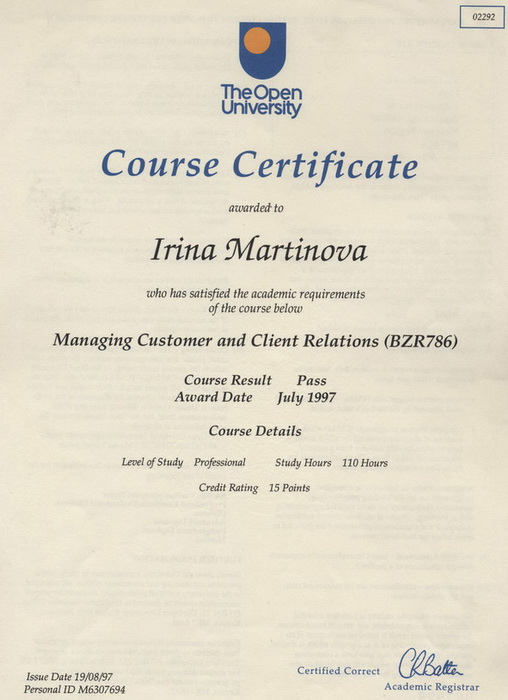 02292
The Open
University
Course Certificate
awarded to
Irina Martinova
who has satisfied the academic requirements
of the course below
Managing Customer and Client Relations (BZR786)
Course Result Pass
Award Date July 1997
Course Details
Level of Study Professional Study Hours 110 Hours
Credit Rating 15 Points
Issue Date 19/08/97
Personal ID M6307694
Certified Correct
Academic Registrar